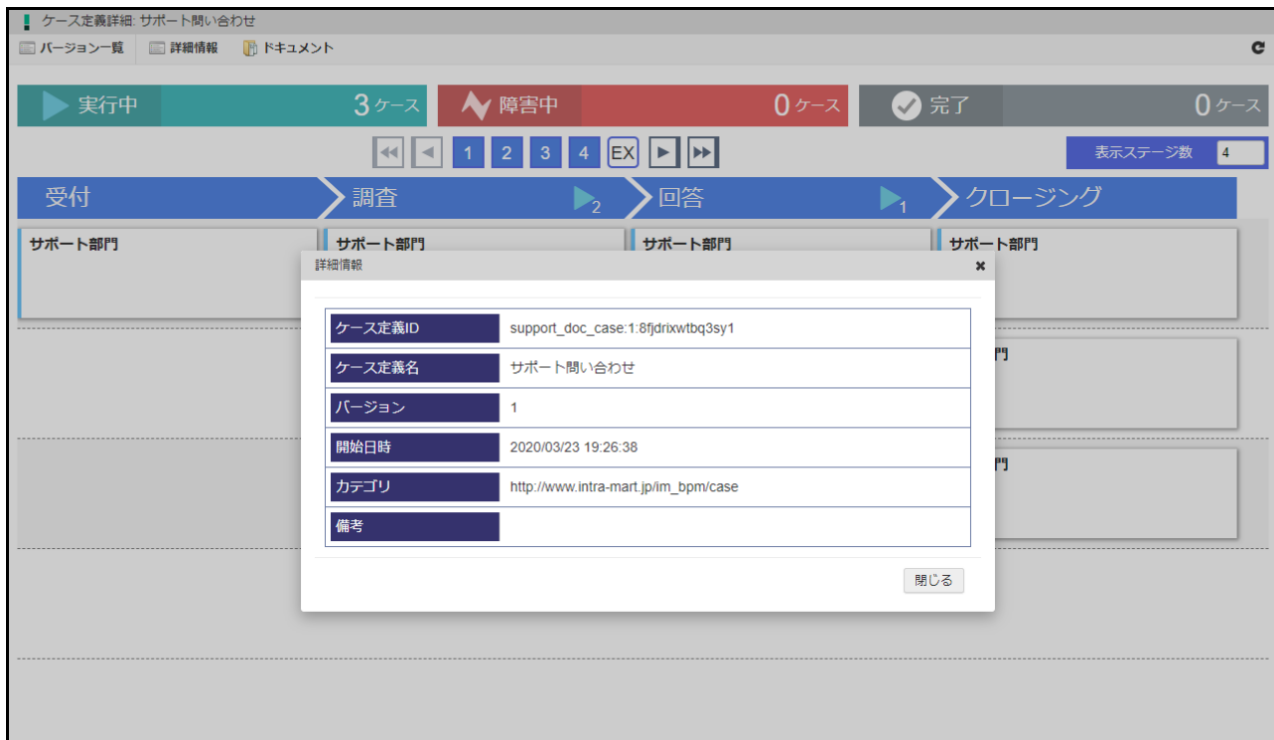 ケース定義詳細: サポート問い合わせ
バージョン一覧 詳細情報 ドキュメント
実行中 3 ケース 障害中 0 ケース 完了 0 ケース
1 2 3 4 EX 表示ステージ数 4
受付 調査 2 回答 1 クロージング
サポート部門 サポート部門 サポート部門 サポート部門
詳細情報
ケース定義ID support_doc_case:1:8fjdrixwtbq3sy1
ケース定義名 サポート問い合わせ
門
バージョン 1
開始日時 2020/03/23 19:26:38
門
カテゴリ http://www.intra-mart.jp/im_bpm/case
備考
閉じる